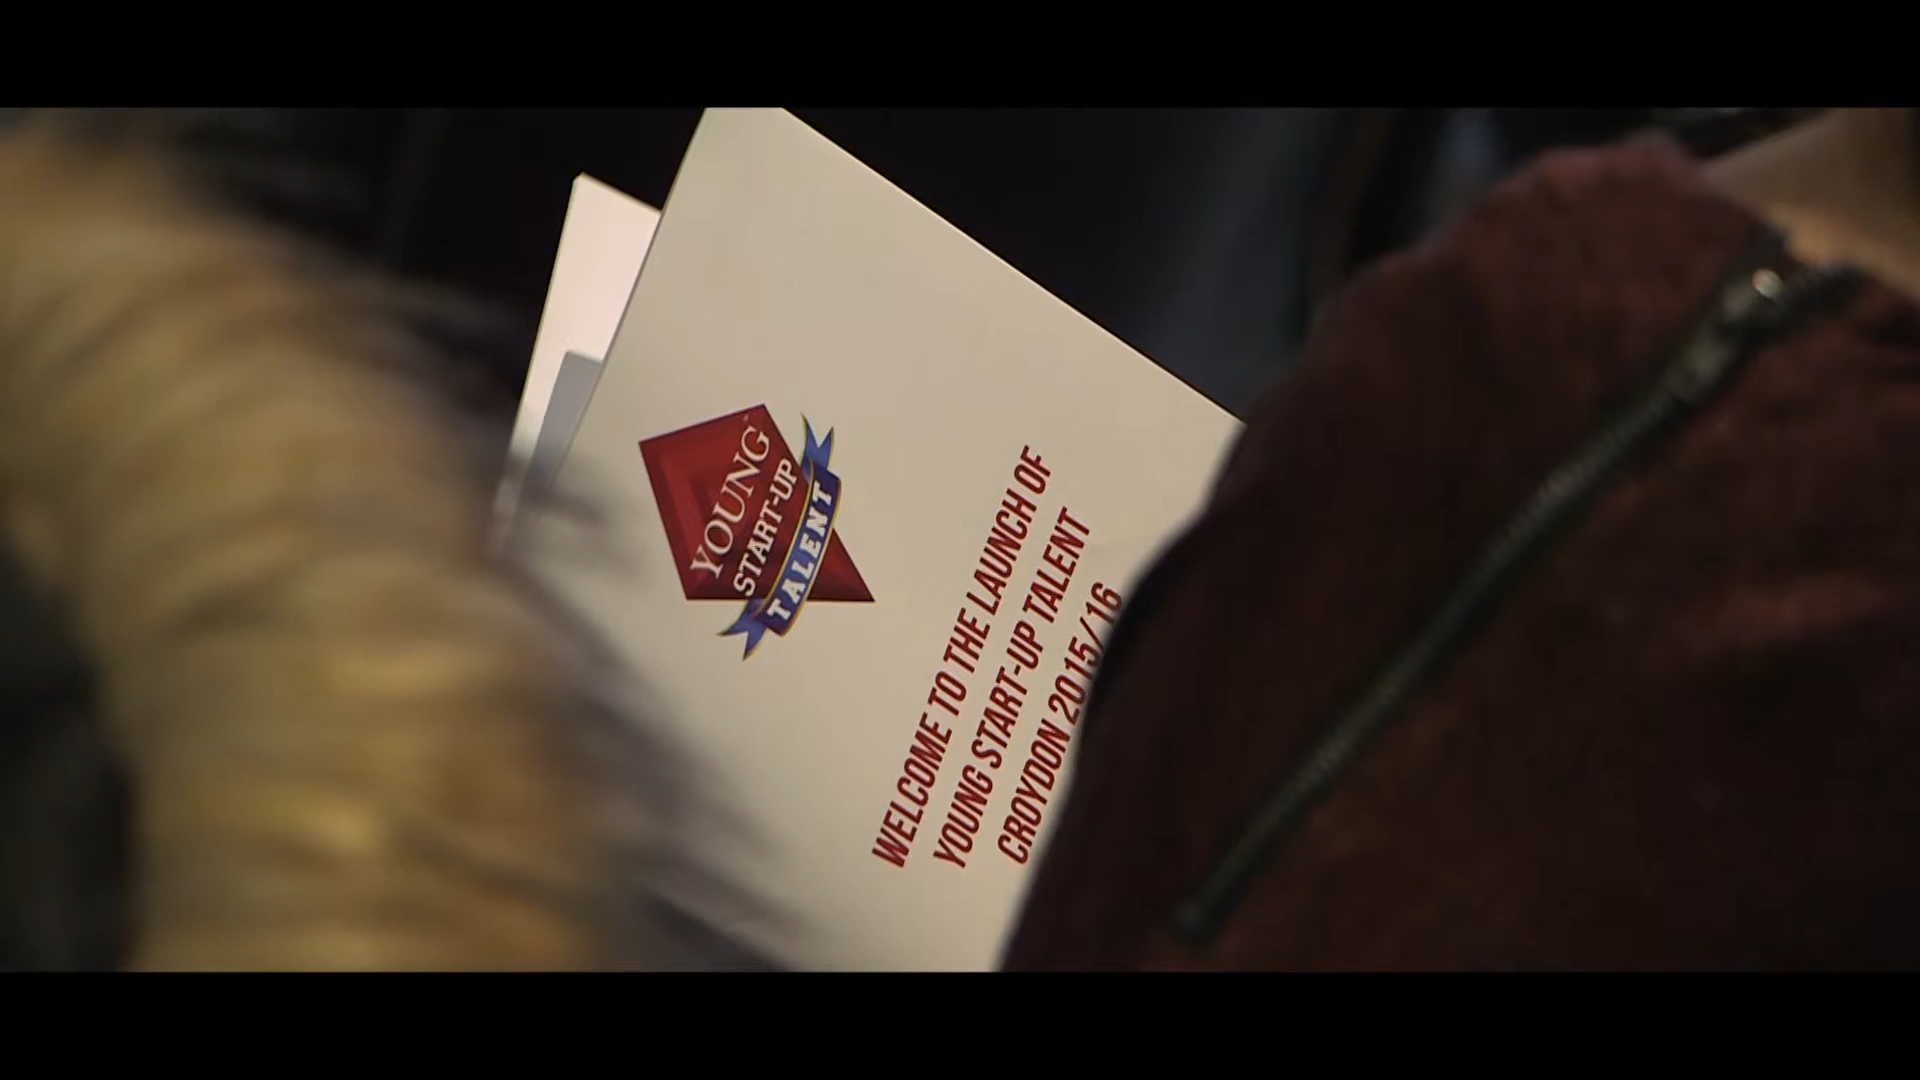 YOUNG
START-UP
TALENT
WELCOME TO THE LAUNCH OF
YOUNG START-UP TALENT
CROYDON 2015/16